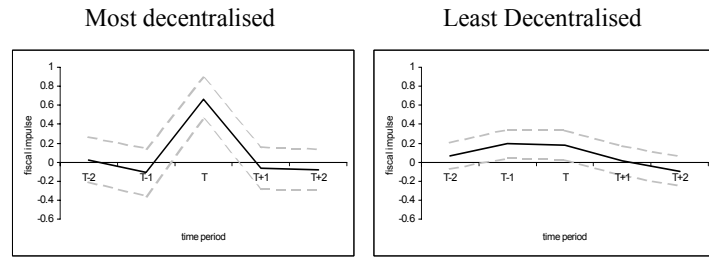 Most decentralised
Least Decentralised
1
0.8
0.6
0.4
0.2
0
-0.2
-0.4
-0.6
fiscal impulse
T-2 T-1 T T+1 T+2
time period
1
0.8
0.6
0.4
0.2
0
-0.2
-0.4
-0.6
fiscal impulse
T-2 T-1 T T+1 T+2
time period